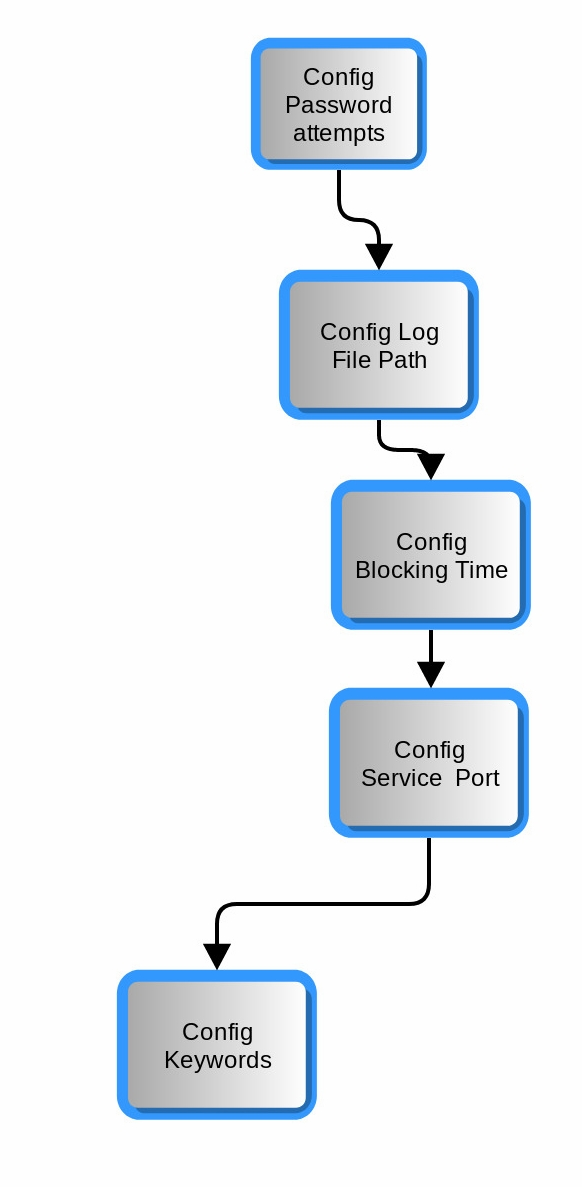 Config
Password
attempts
Config Log
File Path
Config
Blocking Time
Config
Service  Port
Config
Keywords